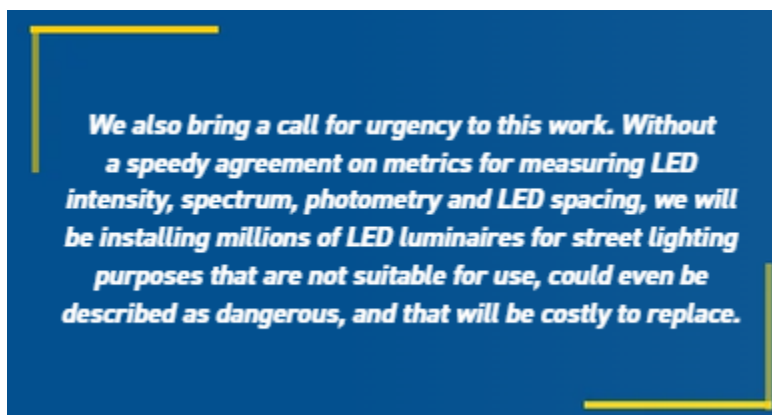 We also bring a call for urgency to this work. Without
a speedy agreement on metrics for measuring LED
intensity, spectrum, photometry and LED spacing, we will
be installing millions of LED luminaires for street lighting
purposes that are not suitable for use, could even be
described as dangerous, and that will be costly to replace.